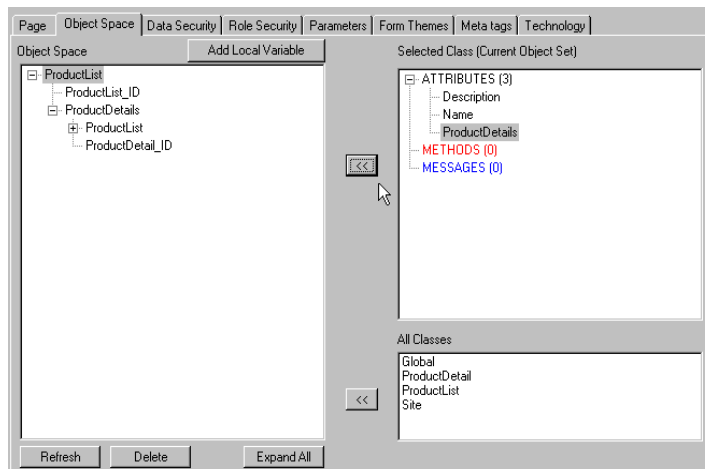 Page Object Space Data Security Role Security Parameters Form Themes Meta tags Technology
Object Space
Add Local Variable
ProductList
ProductList_ID
ProductDetails
ProductList
ProductDetail_ID
Refresh Delete Expand All
<<
Selected Class (Current Object Set)
ATTRIBUTES (3)
Description
Name
ProductDetails
METHODS (0)
MESSAGES (0)
All Classes
<<
Global
ProductDetail
ProductList
Site